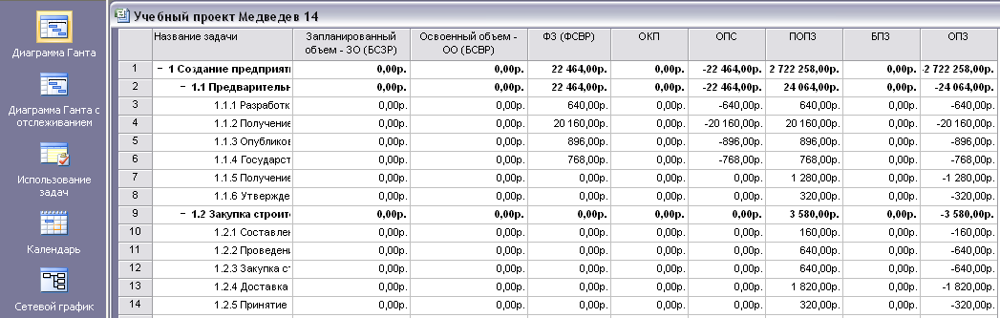 Учебный проект Медведев 14
Диаграмма Ганта
Диаграмма Ганта с
отслеживанием
Использование
задач
Календарь
Сетевой график
Название задачи Запланированный объем - ЗО (БСЗР) Освоенный объем - ОО (БСВР) ФЗ (ФСВР) ОКП ОПС ПОПЗ БПЗ ОПЗ
1 − 1 Создание предприят 0,00р. 0,00р. 22 464,00р. 0,00р. -22 464,00р. 2 722 258,00р. 0,00р. -2 722 258,00р.
2 − 1.1 Предварительн 0,00р. 0,00р. 22 464,00р. 0,00р. -22 464,00р. 24 064,00р. 0,00р. -24 064,00р.
3 1.1.1 Разработк 0,00р. 0,00р. 640,00р. 0,00р. -640,00р. 640,00р. 0,00р. -640,00р.
4 1.1.2 Получение 0,00р. 0,00р. 20 160,00р. 0,00р. -20 160,00р. 20 160,00р. 0,00р. -20 160,00р.
5 1.1.3 Опубликов 0,00р. 0,00р. 896,00р. 0,00р. -896,00р. 896,00р. 0,00р. -896,00р.
6 1.1.4 Государст 0,00р. 0,00р. 768,00р. 0,00р. -768,00р. 768,00р. 0,00р. -768,00р.
7 1.1.5 Получение 0,00р. 0,00р. 0,00р. 0,00р. 0,00р. 1 280,00р. 0,00р. -1 280,00р.
8 1.1.6 Утвержде 0,00р. 0,00р. 0,00р. 0,00р. 0,00р. 320,00р. 0,00р. -320,00р.
9 − 1.2 Закупка строит 0,00р. 0,00р. 0,00р. 0,00р. 0,00р. 3 580,00р. 0,00р. -3 580,00р.
10 1.2.1 Составлен 0,00р. 0,00р. 0,00р. 0,00р. 0,00р. 160,00р. 0,00р. -160,00р.
11 1.2.2 Проведени 0,00р. 0,00р. 0,00р. 0,00р. 0,00р. 640,00р. 0,00р. -640,00р.
12 1.2.3 Закупка ст 0,00р. 0,00р. 0,00р. 0,00р. 0,00р. 640,00р. 0,00р. -640,00р.
13 1.2.4 Доставка 0,00р. 0,00р. 0,00р. 0,00р. 0,00р. 1 820,00р. 0,00р. -1 820,00р.
14 1.2.5 Принятие 0,00р. 0,00р. 0,00р. 0,00р. 0,00р. 320,00р. 0,00р. -320,00р.